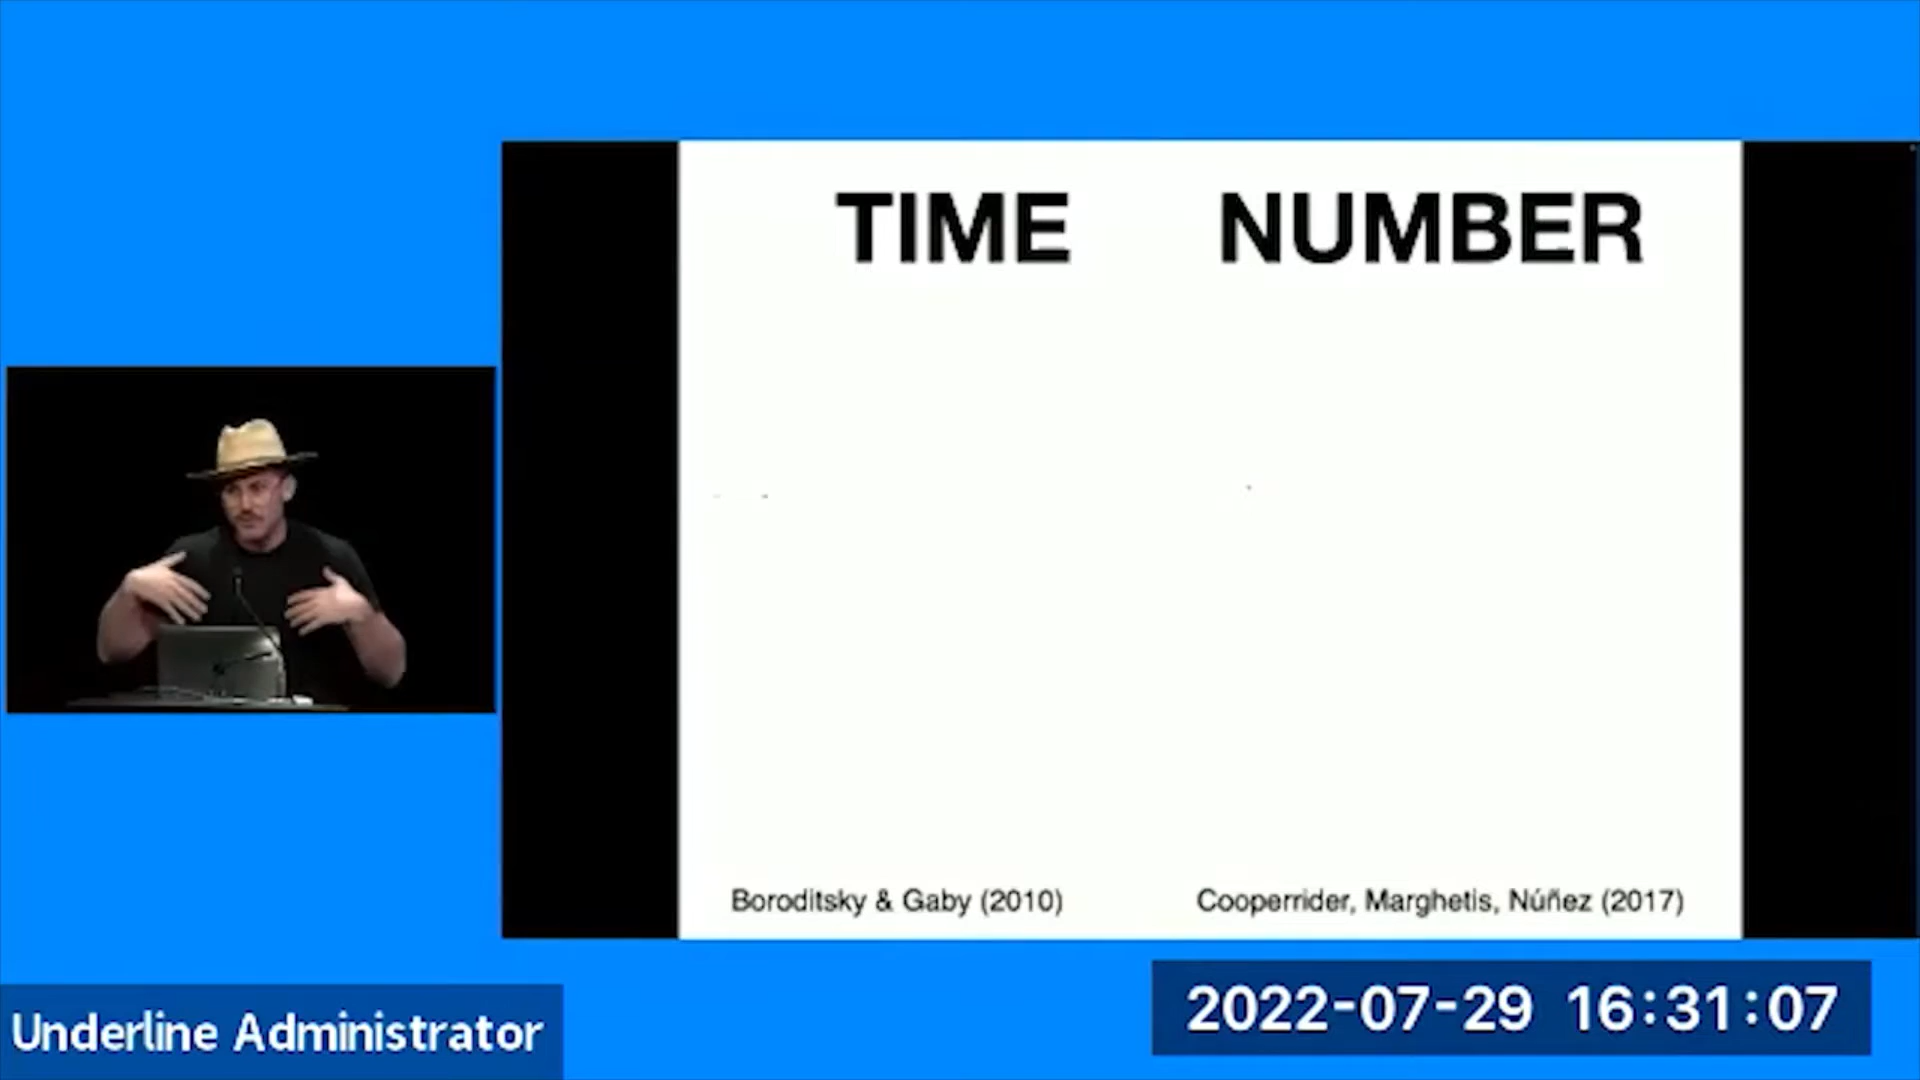 TIME NUMBER
Boroditsky & Gaby (2010) Cooperrider, Marghetis, Núñez (2017)
Underline Administrator
2022-07-29 16:31:07